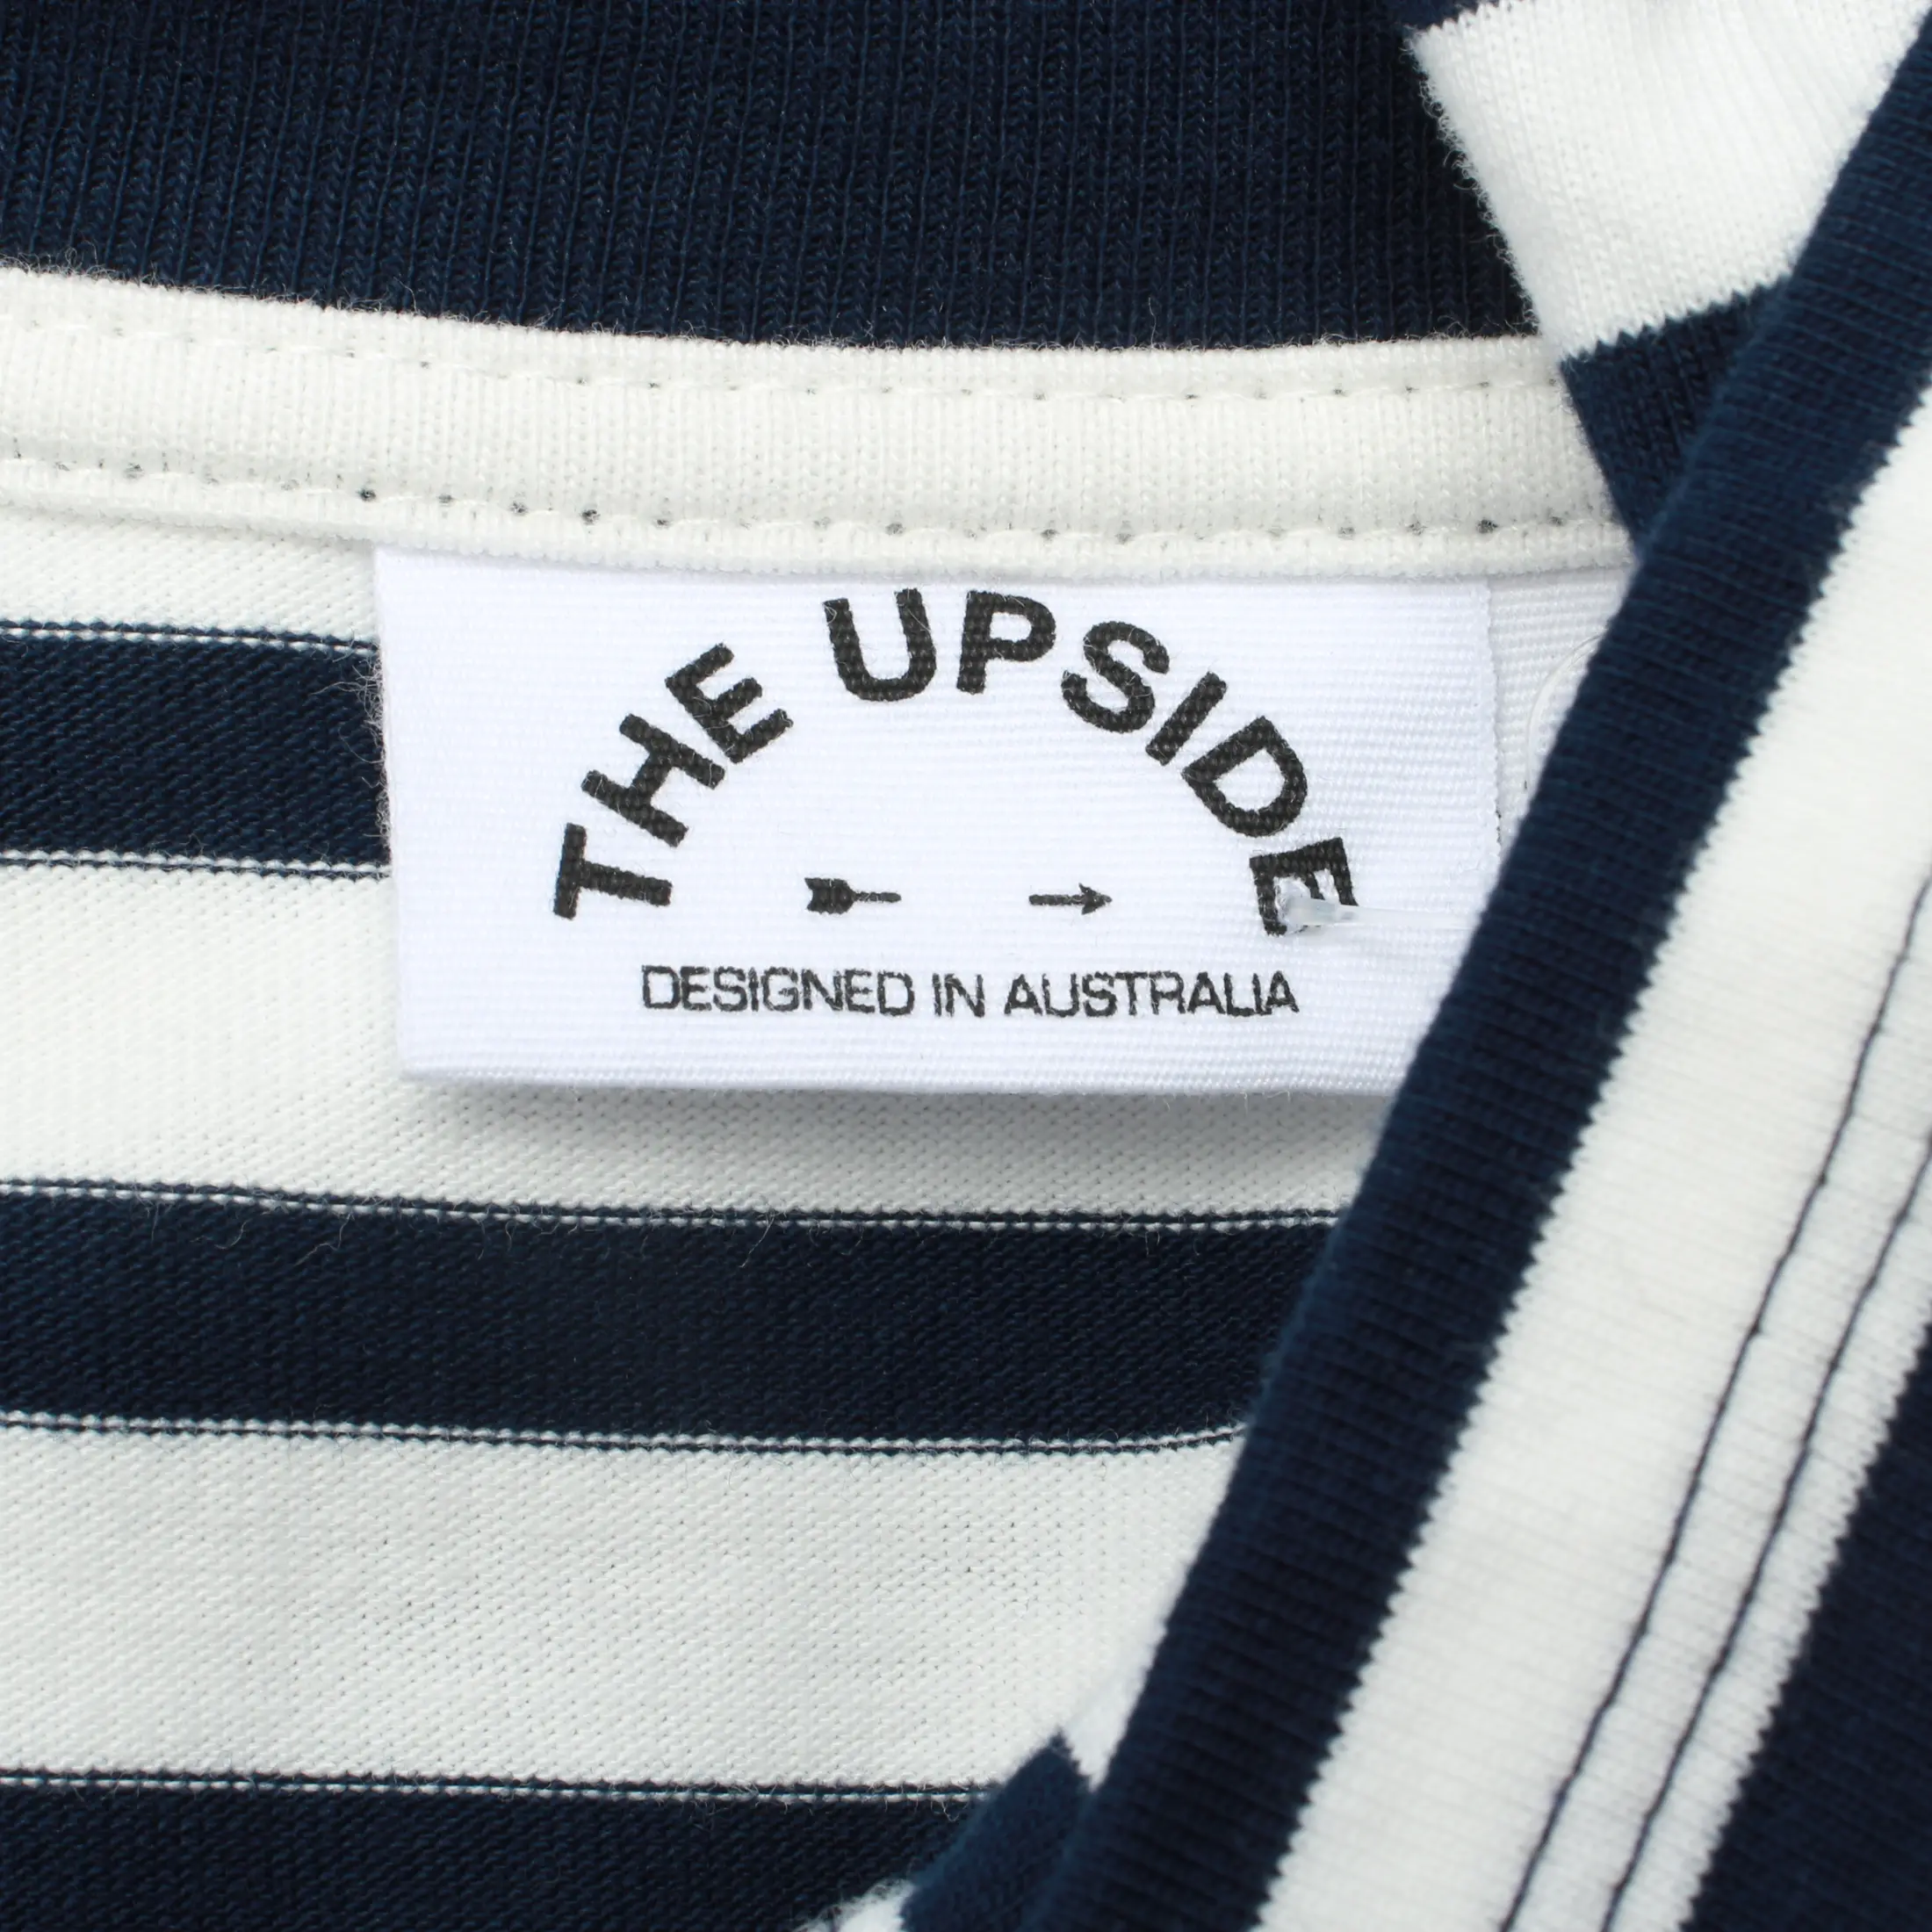 THE UPSIDE
DESIGNED IN AUSTRALIA